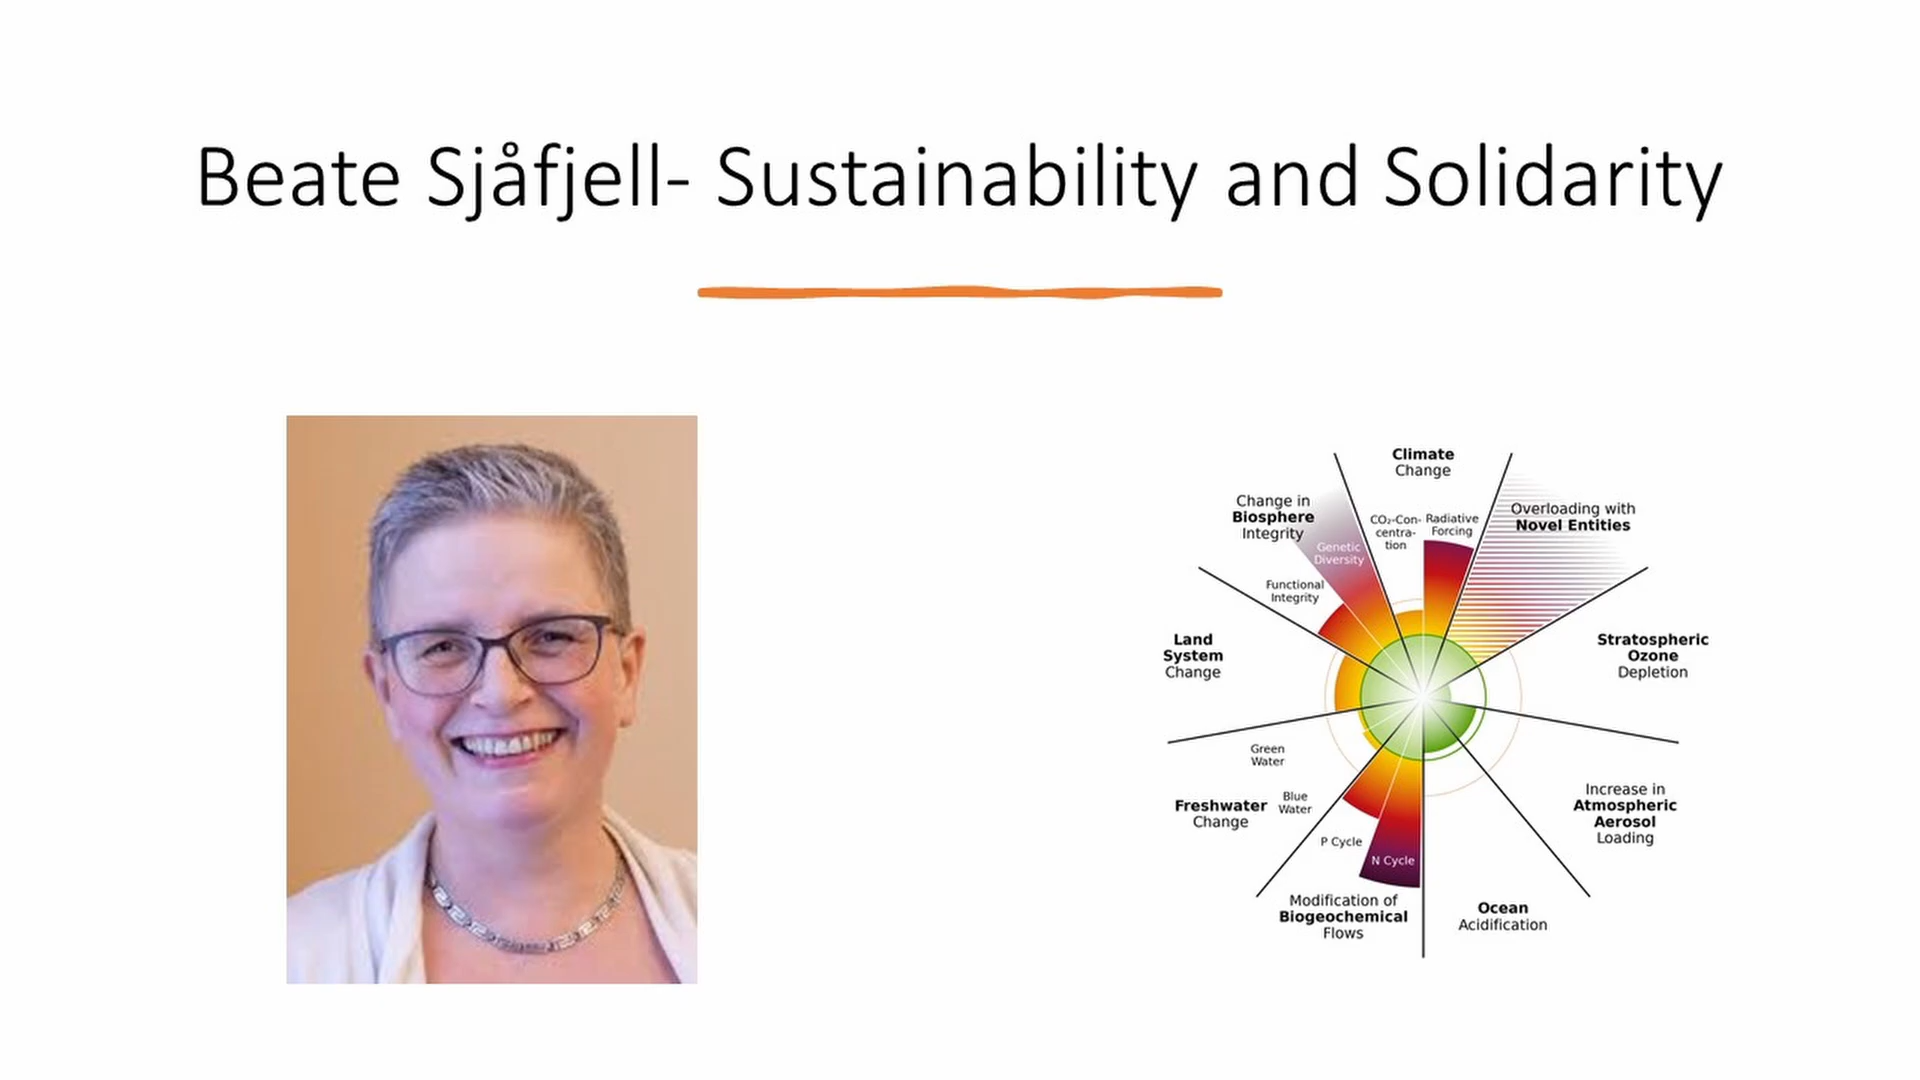 Beate Sjåfjell- Sustainability and Solidarity
Climate
Change
Change in
Biosphere
Integrity
CO₂-Con-
centra-
tion
Radiative
Forcing
Overloading with
Novel Entities
Genetic
Diversity
Functional
Integrity
Land
System
Change
Stratospheric
Ozone
Depletion
Green
Water
Freshwater
Change
Blue
Water
Increase in
Atmospheric
Aerosol
Loading
P Cycle
N Cycle
Modification of
Biogeochemical
Flows
Ocean
Acidification